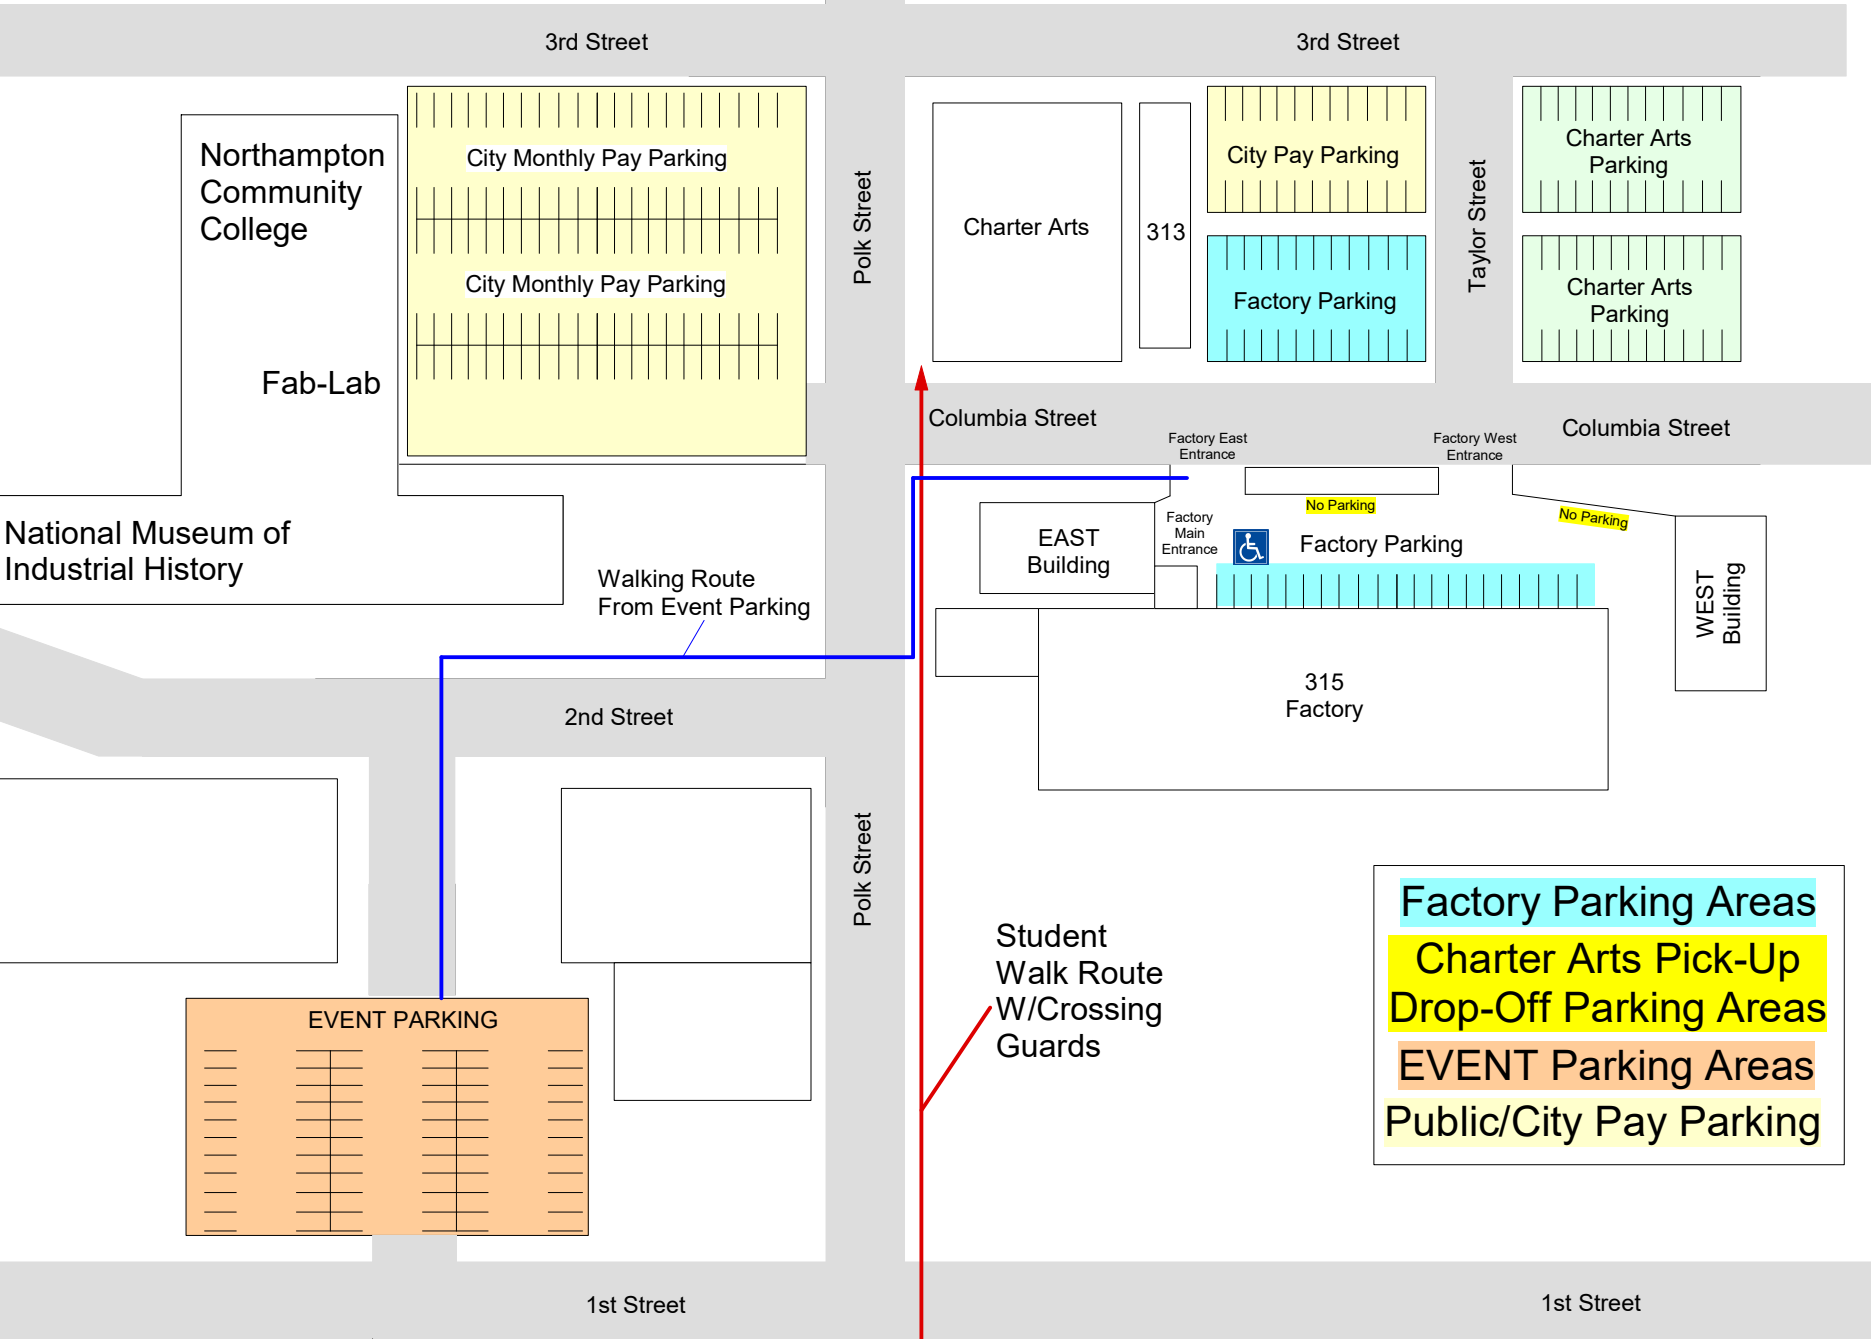 3rd Street
3rd Street
Northampton
Community
College
City Monthly Pay Parking
City Monthly Pay Parking
Fab-Lab
Polk Street
Charter Arts
313
City Pay Parking
Factory Parking
Taylor Street
Charter Arts
Parking
Charter Arts
Parking
Columbia Street
Factory East
Entrance
Factory West
Entrance
Columbia Street
National Museum of
Industrial History
Walking Route
From Event Parking
EAST
Building
Factory
Main
Entrance
No Parking
No Parking
Factory Parking
WEST
Building
315
Factory
2nd Street
Polk Street
Student
Walk Route
W/Crossing
Guards
EVENT PARKING
Factory Parking Areas
Charter Arts Pick-Up
Drop-Off Parking Areas
EVENT Parking Areas
Public/City Pay Parking
1st Street
1st Street